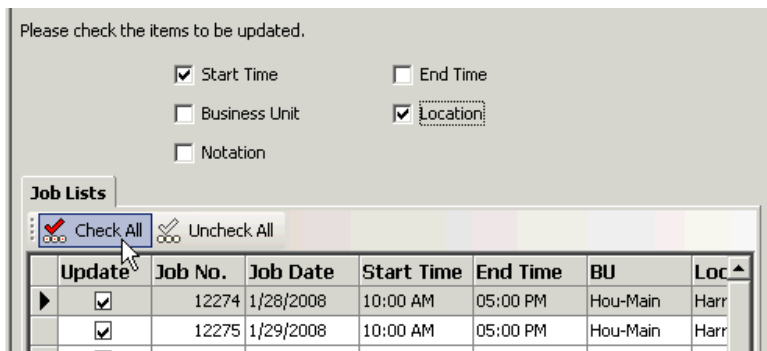 Please check the items to be updated.
Start Time End Time
Business Unit Location
Notation
Job Lists
Check All Uncheck All
Update Job No. Job Date Start Time End Time BU
12274 1/28/2008 10:00 AM 05:00 PM Hou-Main
12275 1/29/2008 10:00 AM 05:00 PM Hou-Main